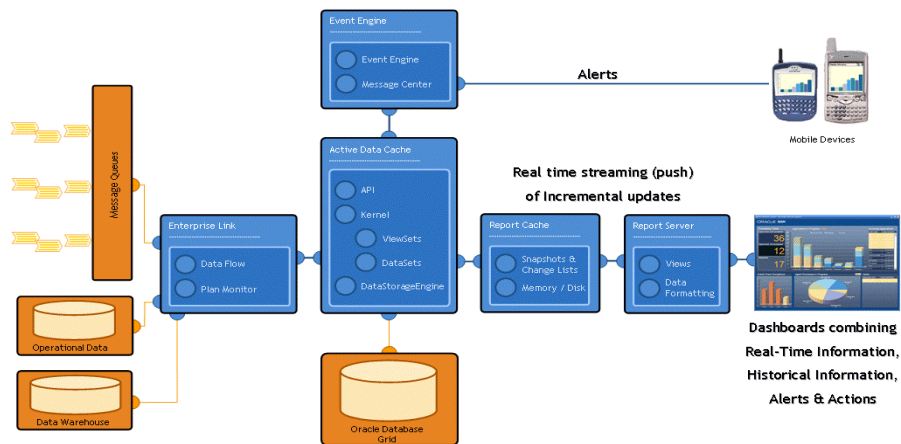 Event Engine
Event Engine
Message Center
Alerts
Mobile Devices
Message Queues
Active Data Cache
API
Kernel
ViewSets
DataSets
DataStorageEngine
Real time streaming (push)
of Incremental updates
Enterprise Link
Data Flow
Plan Monitor
Report Cache
Snapshots &
Change Lists
Memory / Disk
Report Server
Views
Data
Formatting
36
12
17
Operational Data
Data Warehouse
Oracle Database
Grid
Dashboards combining
Real-Time Information,
Historical Information,
Alerts & Actions